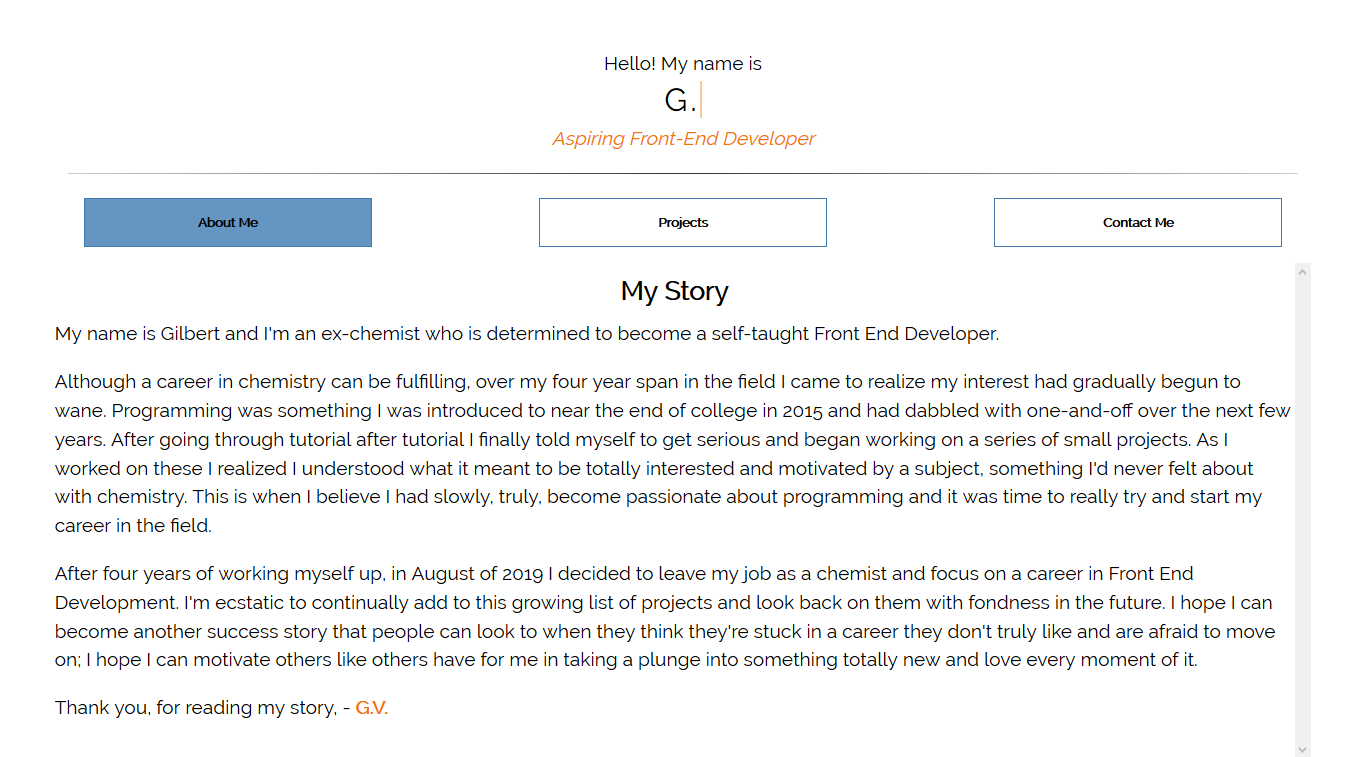 Hello! My name is
G.
Aspiring Front-End Developer
About Me
Projects
Contact Me
My Story
My name is Gilbert and I'm an ex-chemist who is determined to become a self-taught Front End Developer.
Although a career in chemistry can be fulfilling, over my four year span in the field I came to realize my interest had gradually begun to
wane. Programming was something I was introduced to near the end of college in 2015 and had dabbled with one-and-off over the next few
years. After going through tutorial after tutorial I finally told myself to get serious and began working on a series of small projects. As I
worked on these I realized I understood what it meant to be totally interested and motivated by a subject, something I'd never felt about
with chemistry. This is when I believe I had slowly, truly, become passionate about programming and it was time to really try and start my
career in the field.
After four years of working myself up, in August of 2019 I decided to leave my job as a chemist and focus on a career in Front End
Development. I'm ecstatic to continually add to this growing list of projects and look back on them with fondness in the future. I hope I can
become another success story that people can look to when they think they're stuck in a career they don't truly like and are afraid to move
on; I hope I can motivate others like others have for me in taking a plunge into something totally new and love every moment of it.
Thank you, for reading my story, - G.V.